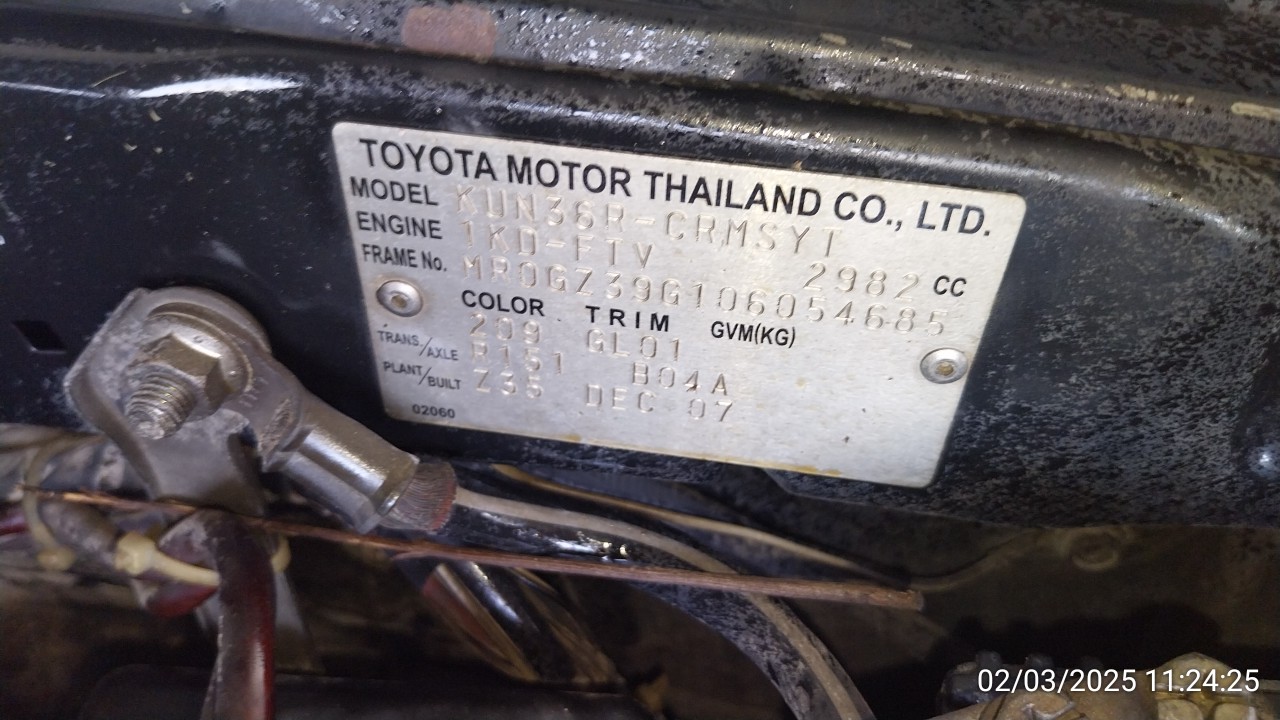 TOYOTA MOTOR THAILAND CO., LTD.
MODEL KUN36R-CRMSYT
ENGINE 1KD-FTV 2982 CC
FRAME No. MR0GZ39G106054685
COLOR TRIM GVM(KG)
209 GL01
TRANS./AXLE R151 B04A
PLANT/BUILT Z35 DEC 07
02060
02/03/2025 11:24:25